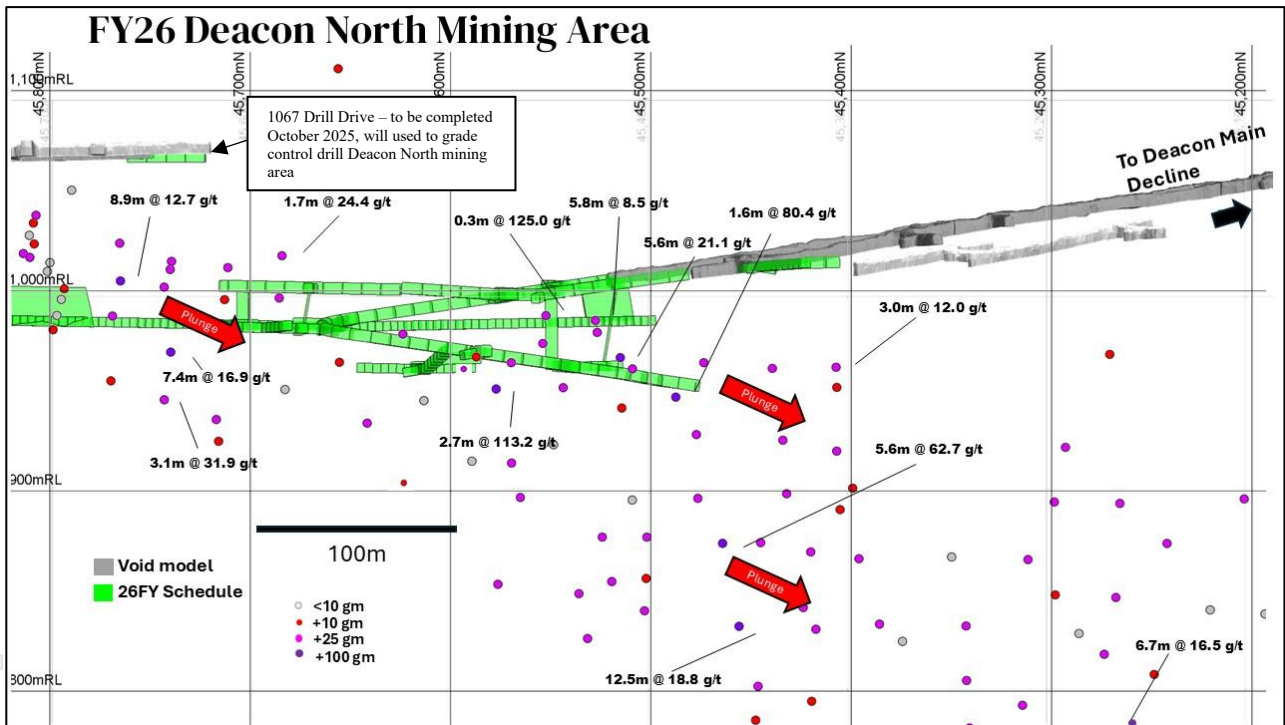 FY26 Deacon North Mining Area
45,800mN
45,700mN
600mN
45,500mN
45,400mN
45,300mN
45,200mN
1,100mRL
1067 Drill Drive – to be completed
October 2025, will used to grade
control drill Deacon North mining
area
To Deacon Main
Decline
8.9m @ 12.7 g/t
1.7m @ 24.4 g/t
0.3m @ 125.0 g/t
5.8m @ 8.5 g/t
1.6m @ 80.4 g/t
5.6m @ 21.1 g/t
1,000mRL
3.0m @ 12.0 g/t
Plunge
7.4m @ 16.9 g/t
Plunge
2.7m @ 113.2 g/t
5.6m @ 62.7 g/t
3.1m @ 31.9 g/t
900mRL
100m
Void model
26FY Schedule
Plunge
<10 gm
+10 gm
+25 gm
+100 gm
12.5m @ 18.8 g/t
6.7m @ 16.5 g/t
800mRL